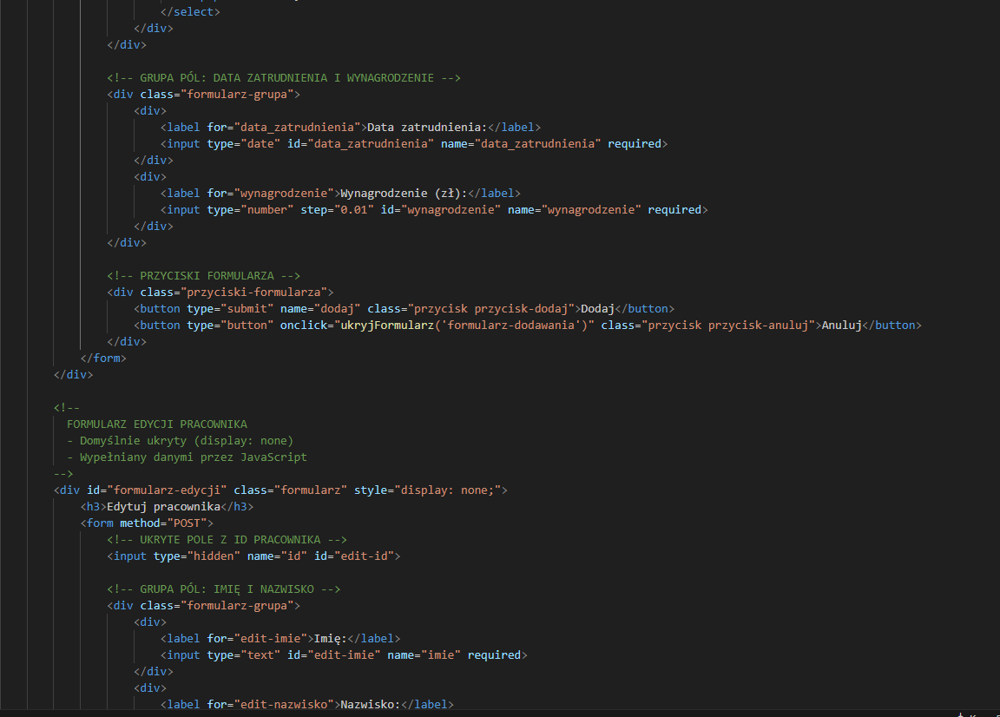 </select>
</div>
</div>
<!-- GRUPA PÓL: DATA ZATRUDNIENIA I WYNAGRODZENIE -->
<div class="formularz-grupa">
<div>
<label for="data_zatrudnienia">Data zatrudnienia:</label>
<input type="date" id="data_zatrudnienia" name="data_zatrudnienia" required>
</div>
<div>
<label for="wynagrodzenie">Wynagrodzenie (zł):</label>
<input type="number" step="0.01" id="wynagrodzenie" name="wynagrodzenie" required>
</div>
</div>
<!-- PRZYCISKI FORMULARZA -->
<div class="przyciski-formularza">
<button type="submit" name="dodaj" class="przycisk przycisk-dodaj">Dodaj</button>
<button type="button" onclick="ukryjFormularz('formularz-dodawania')" class="przycisk przycisk-anuluj">Anuluj</button>
</div>
</form>
</div>
<!--
FORMULARZ EDYCJI PRACOWNIKA
- Domyślnie ukryty (display: none)
- Wypełniany danymi przez JavaScript
-->
<div id="formularz-edycji" class="formularz" style="display: none;">
<h3>Edytuj pracownika</h3>
<form method="POST">
<!-- UKRYTE POLE Z ID PRACOWNIKA -->
<input type="hidden" name="id" id="edit-id">
<!-- GRUPA PÓL: IMIĘ I NAZWISKO -->
<div class="formularz-grupa">
<div>
<label for="edit-imie">Imię:</label>
<input type="text" id="edit-imie" name="imie" required>
</div>
<div>
<label for="edit-nazwisko">Nazwisko:</label>